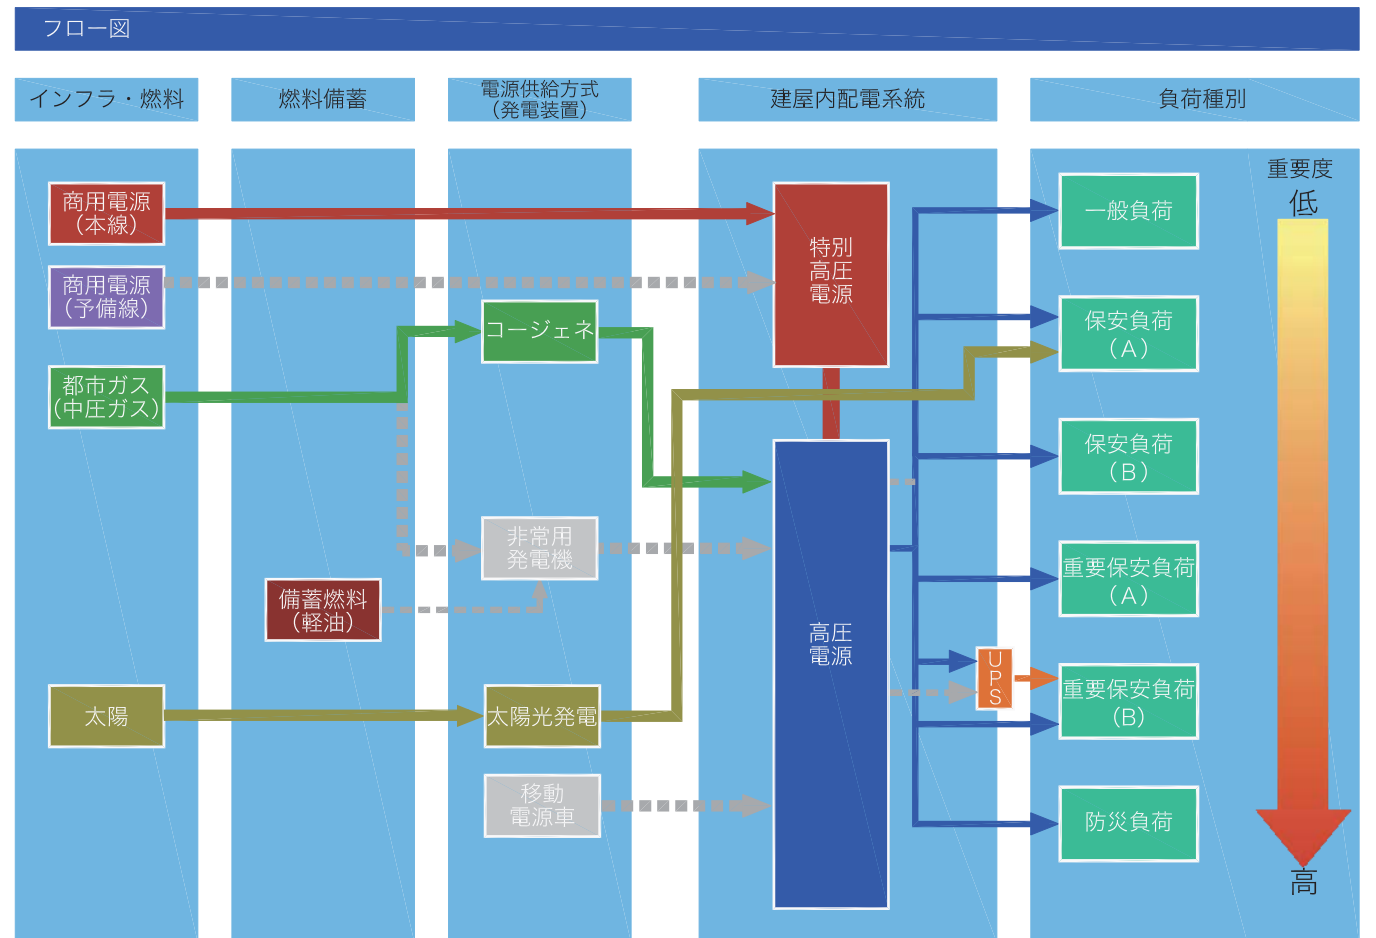 フロー図
インフラ・燃料
燃料備蓄
電源供給方式
(発電装置)
建屋内配電系統
負荷種別
商用電源
(本線)
商用電源
(予備線)
都市ガス
(中圧ガス)
太陽
備蓄燃料
(軽油)
コージェネ
非常用
発電機
太陽光発電
移動
電源車
特別
高圧
電源
高圧
電源
U
P
S
一般負荷
保安負荷
(A)
保安負荷
(B)
重要保安負荷
(A)
重要保安負荷
(B)
防災負荷
重要度
低
高